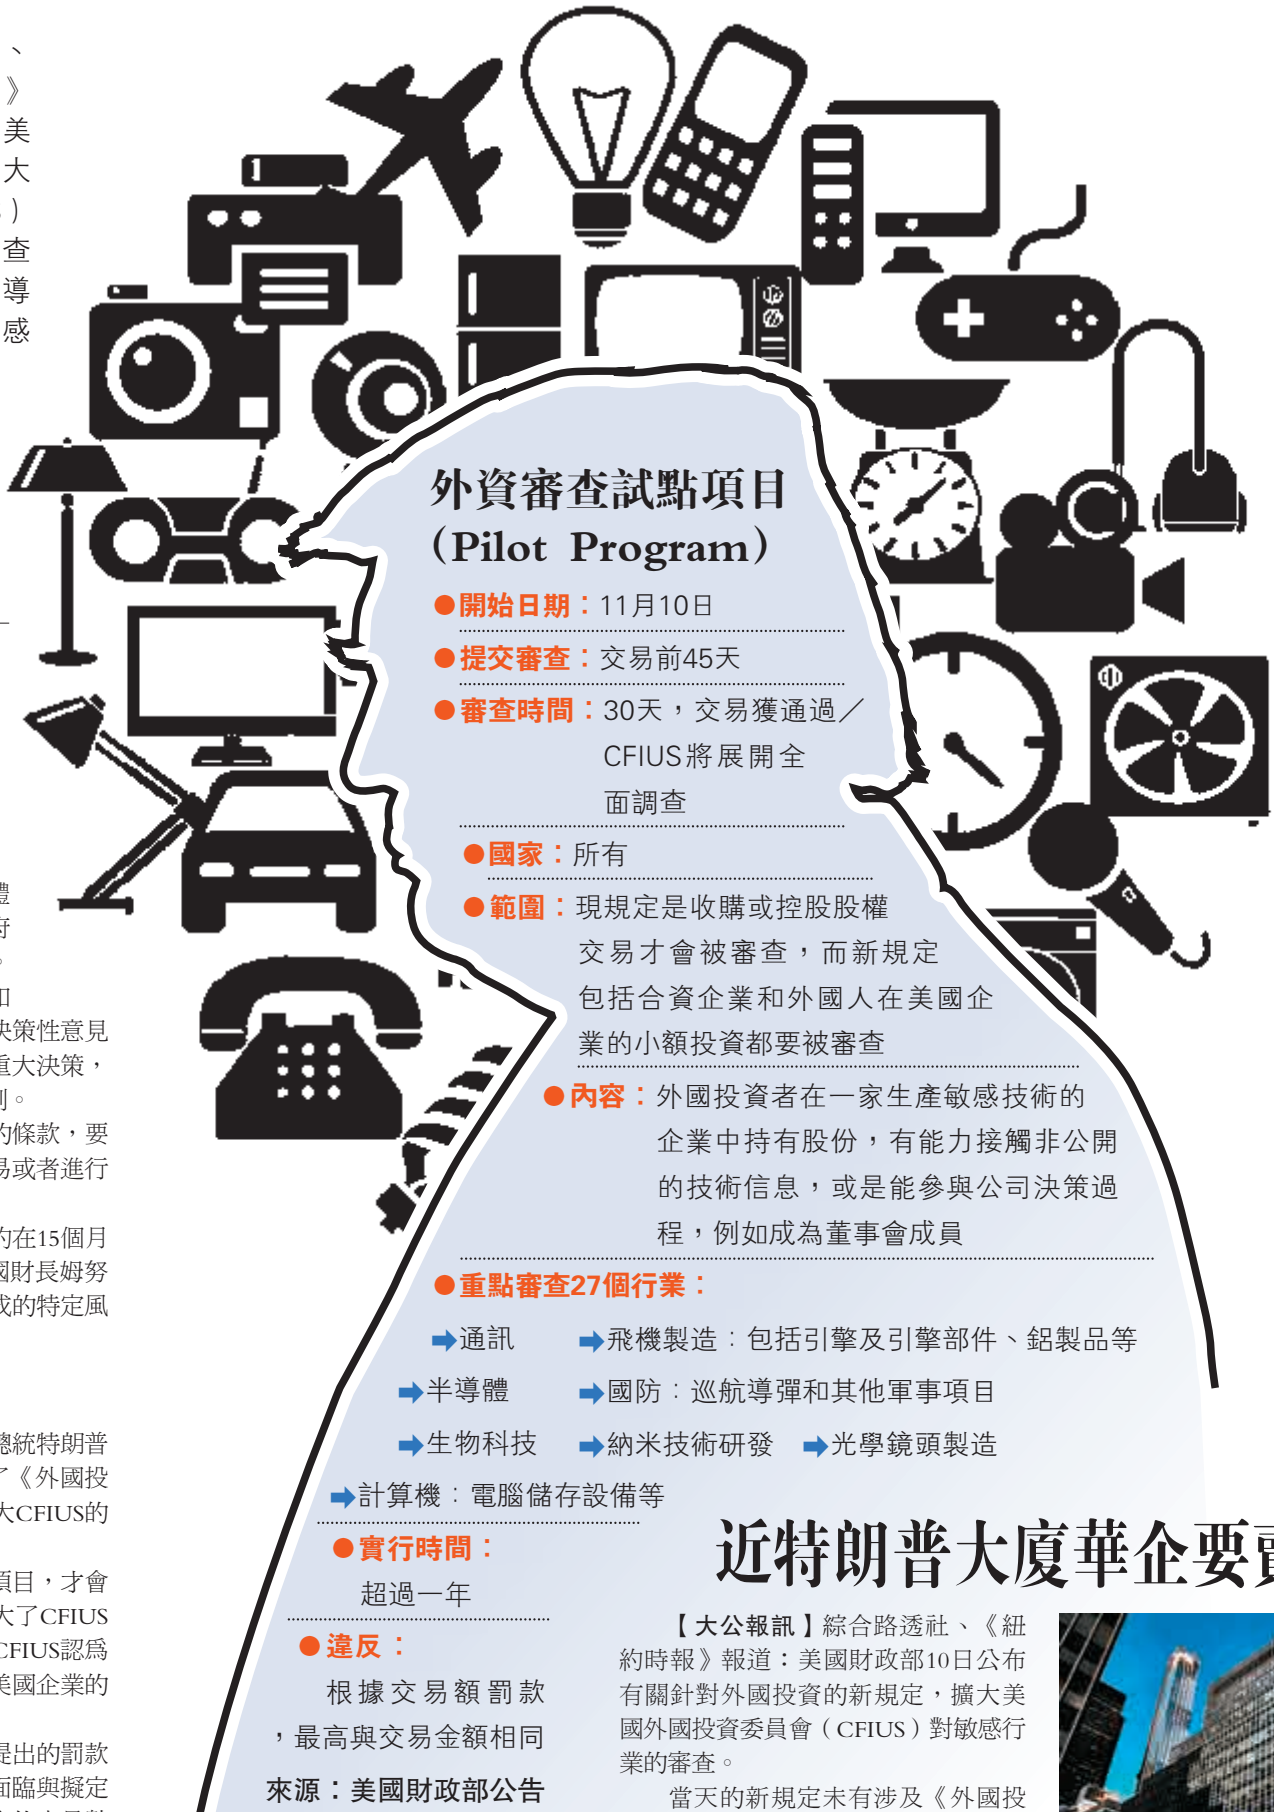 、
》
美
大
）
查
導
感
外資審查試點項目
（Pilot Program）
●開始日期：11月10日
●提交審查：交易前45天
●審查時間：30天，交易獲通過／
CFIUS將展開全
面調查
●國家：所有
●範圍：現規定是收購或控股股權
交易才會被審查，而新規定
包括合資企業和外國人在美國企
業的小額投資都要被審查
●內容：外國投資者在一家生產敏感技術的
企業中持有股份，有能力接觸非公開
的技術信息，或是能參與公司決策過
程，例如成為董事會成員
●重點審查27個行業：
➡通訊 ➡飛機製造：包括引擎及引擎部件、鋁製品等
➡半導體 ➡國防：巡航導彈和其他軍事項目
➡生物科技 ➡納米技術研發 ➡光學鏡頭製造
➡計算機：電腦儲存設備等
●實行時間：
超過一年
●違反：
根據交易額罰款
，最高與交易金額相同
來源：美國財政部公告
。
決策性意見
重大決策，
。
的條款，要
易或者進行
的在15個月
國財長姆努
成的特定風
總統特朗普
了《外國投
大CFIUS的
項目，才會
大了CFIUS
CFIUS認爲
美國企業的
提出的罰款
面臨與擬定
近特朗普大廈華企要賣
【大公報訊】綜合路透社、《紐
約時報》報道：美國財政部10日公布
有關針對外國投資的新規定，擴大美
國外國投資委員會（CFIUS）對敏感行
業的審查。
當天的新規定未有涉及《外國投